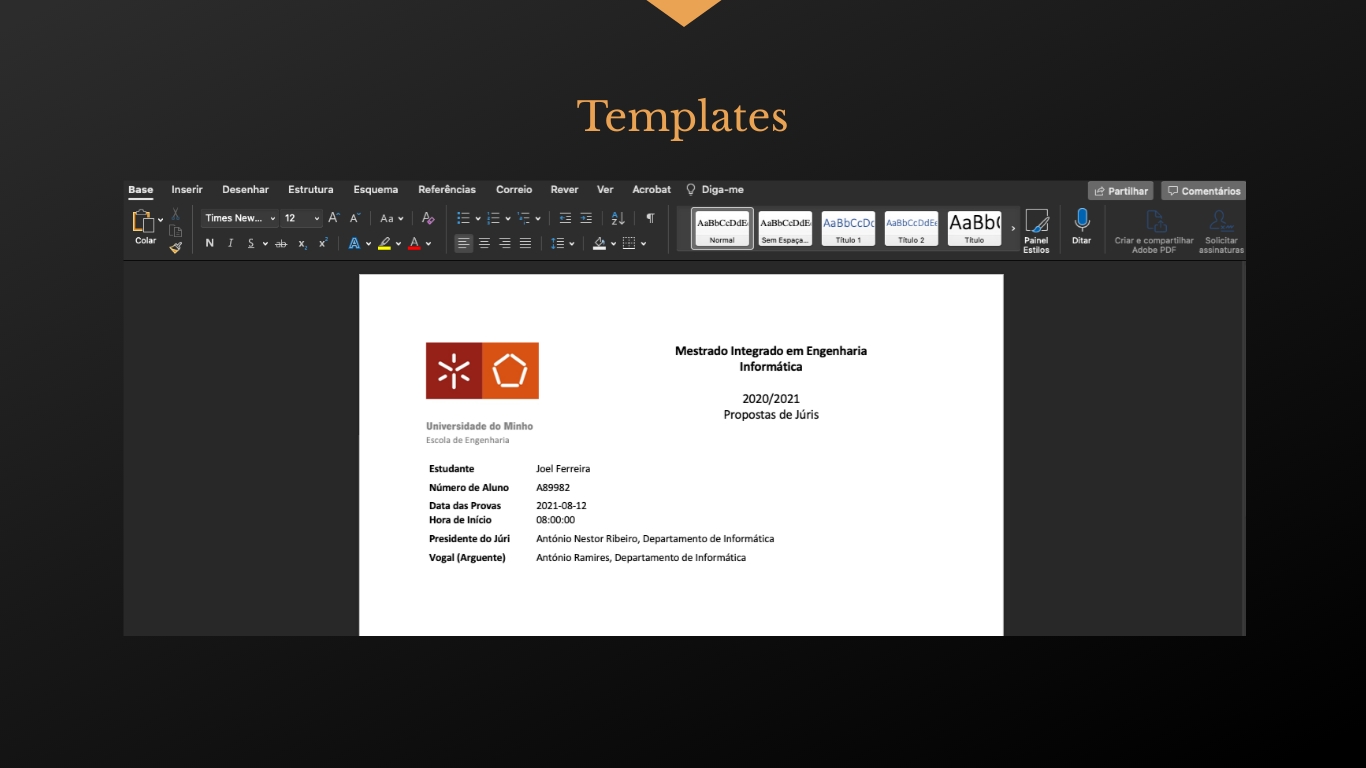 Templates
Base Inserir Desenhar Estrutura Esquema Referências Correio Rever Ver Acrobat Diga-me Partilhar Comentários
Times New... 12 Aa
Colar
N I S ab x x² A A
AaBbCcDdE AaBbCcDdE AaBbCcDc AaBbCcDdEe AaBb(
Normal Sem Espaça... Título 1 Título 2 Título
Painel Estilos
Ditar
Criar e compartilhar Adobe PDF
Solicitar assinaturas
Mestrado Integrado em Engenharia
Informática
2020/2021
Propostas de Júris
Universidade do Minho
Escola de Engenharia
Estudante Joel Ferreira
Número de Aluno A89982
Data das Provas 2021-08-12
Hora de Início 08:00:00
Presidente do Júri António Nestor Ribeiro, Departamento de Informática
Vogal (Arguente) António Ramires, Departamento de Informática